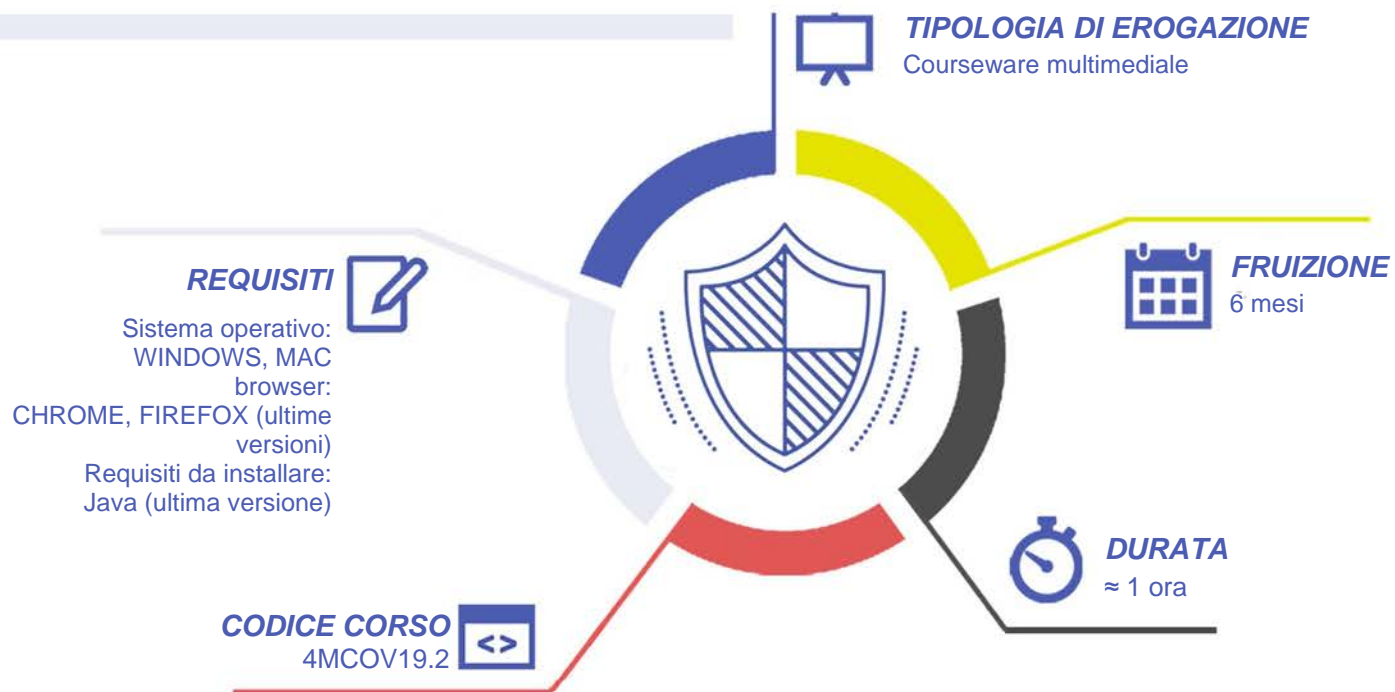 TIPOLOGIA DI EROGAZIONE
Courseware multimediale
REQUISITI
Sistema operativo:
WINDOWS, MAC
browser:
CHROME, FIREFOX (ultime
versioni)
Requisiti da installare:
Java (ultima versione)
FRUIZIONE
6 mesi
DURATA
≈ 1 ora
CODICE CORSO
4MCOV19.2
<>